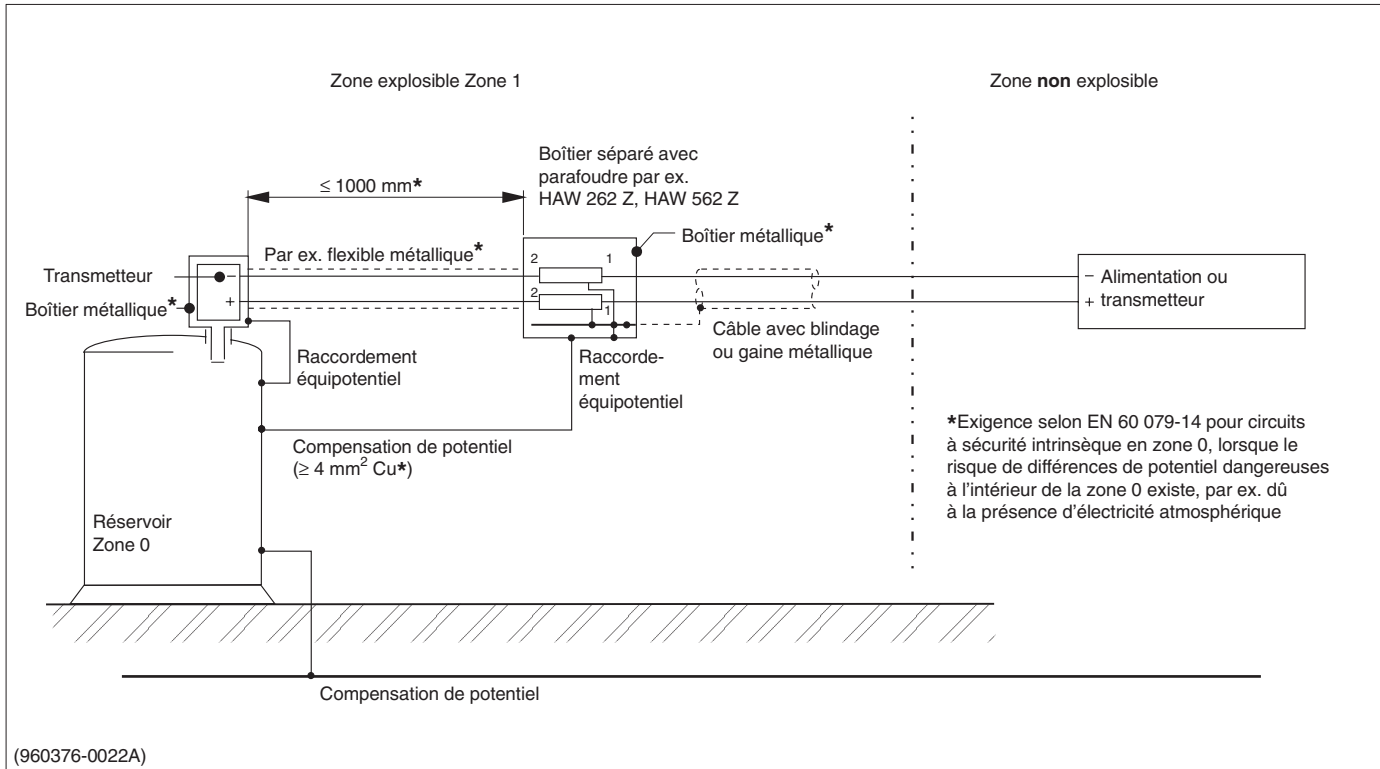 Zone explosible Zone 1
Zone non explosible
Boîtier séparé avec
parafoudre par ex.
HAW 262 Z, HAW 562 Z
≤ 1000 mm*
Boîtier métallique*
Par ex. flexible métallique*
2
1
Transmetteur
–
– Alimentation ou
+ transmetteur
Boîtier métallique*
+
2
1
Câble avec blindage
ou gaine métallique
Raccordement
équipotentiel
Raccorde-
ment
équipotentiel
*Exigence selon EN 60 079-14 pour circuits
à sécurité intrinsèque en zone 0, lorsque le
risque de différences de potentiel dangereuses
à l'intérieur de la zone 0 existe, par ex. dû
à la présence d'électricité atmosphérique
Compensation de potentiel
(≥ 4 mm² Cu*)
Réservoir
Zone 0
Compensation de potentiel
(960376-0022A)